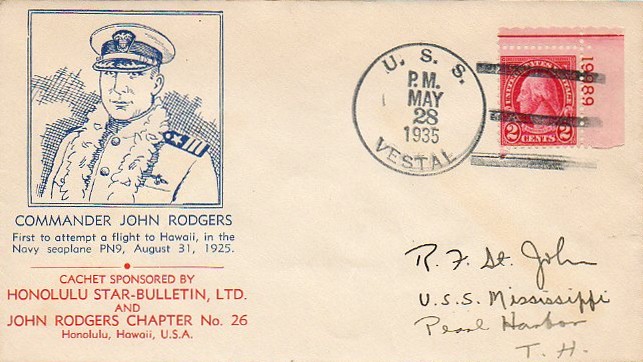 U. S. S.
P.M.
MAY
28
1935
VESTAL
UNITED STATES POSTAGE
2 CENTS 2
19689
COMMANDER JOHN RODGERS
First to attempt a flight to Hawaii, in the
Navy seaplane PN9, August 31, 1925.
CACHET SPONSORED BY
HONOLULU STAR-BULLETIN, LTD.
AND
JOHN RODGERS CHAPTER No. 26
Honolulu, Hawaii, U.S.A.
R. F. St. John
U.S.S. Mississippi
Pearl Harbor
T. H.